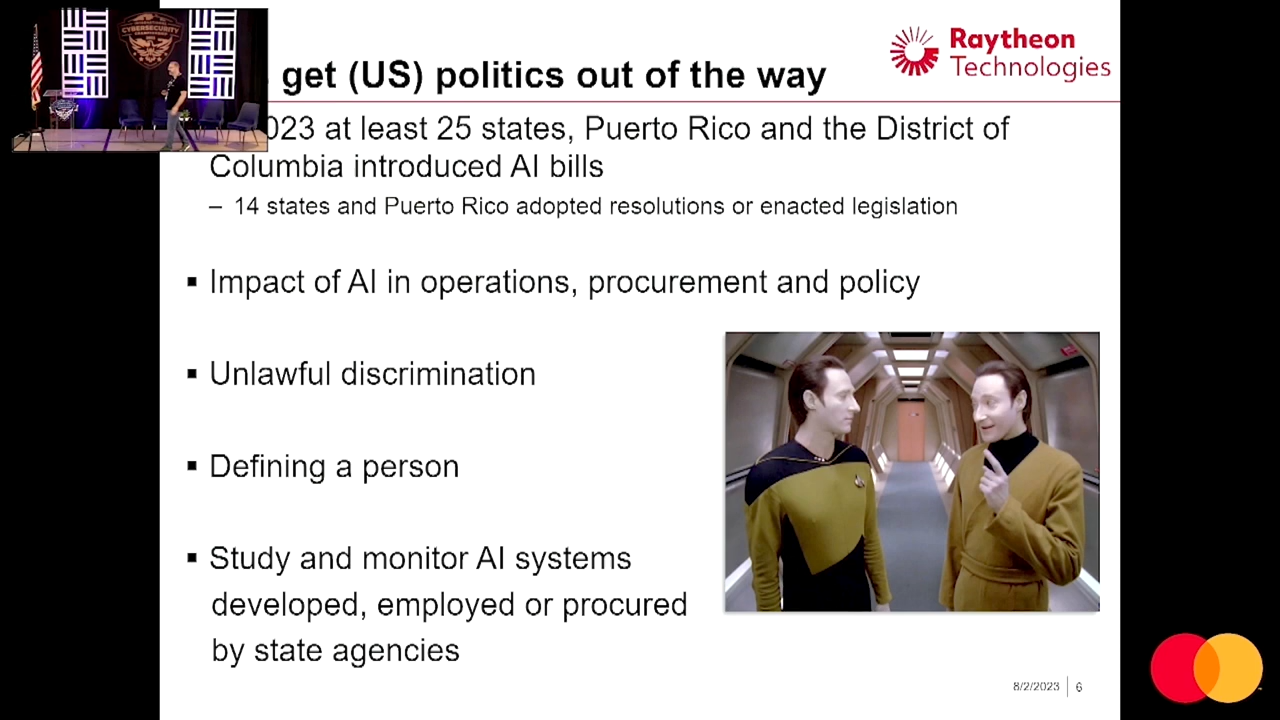 CYBERSECURITY
get (US) politics out of the way
Raytheon
Technologies
023 at least 25 states, Puerto Rico and the District of
Columbia introduced AI bills
– 14 states and Puerto Rico adopted resolutions or enacted legislation
▪ Impact of AI in operations, procurement and policy
▪ Unlawful discrimination
▪ Defining a person
▪ Study and monitor AI systems
developed, employed or procured
by state agencies
8/2/2023 | 6